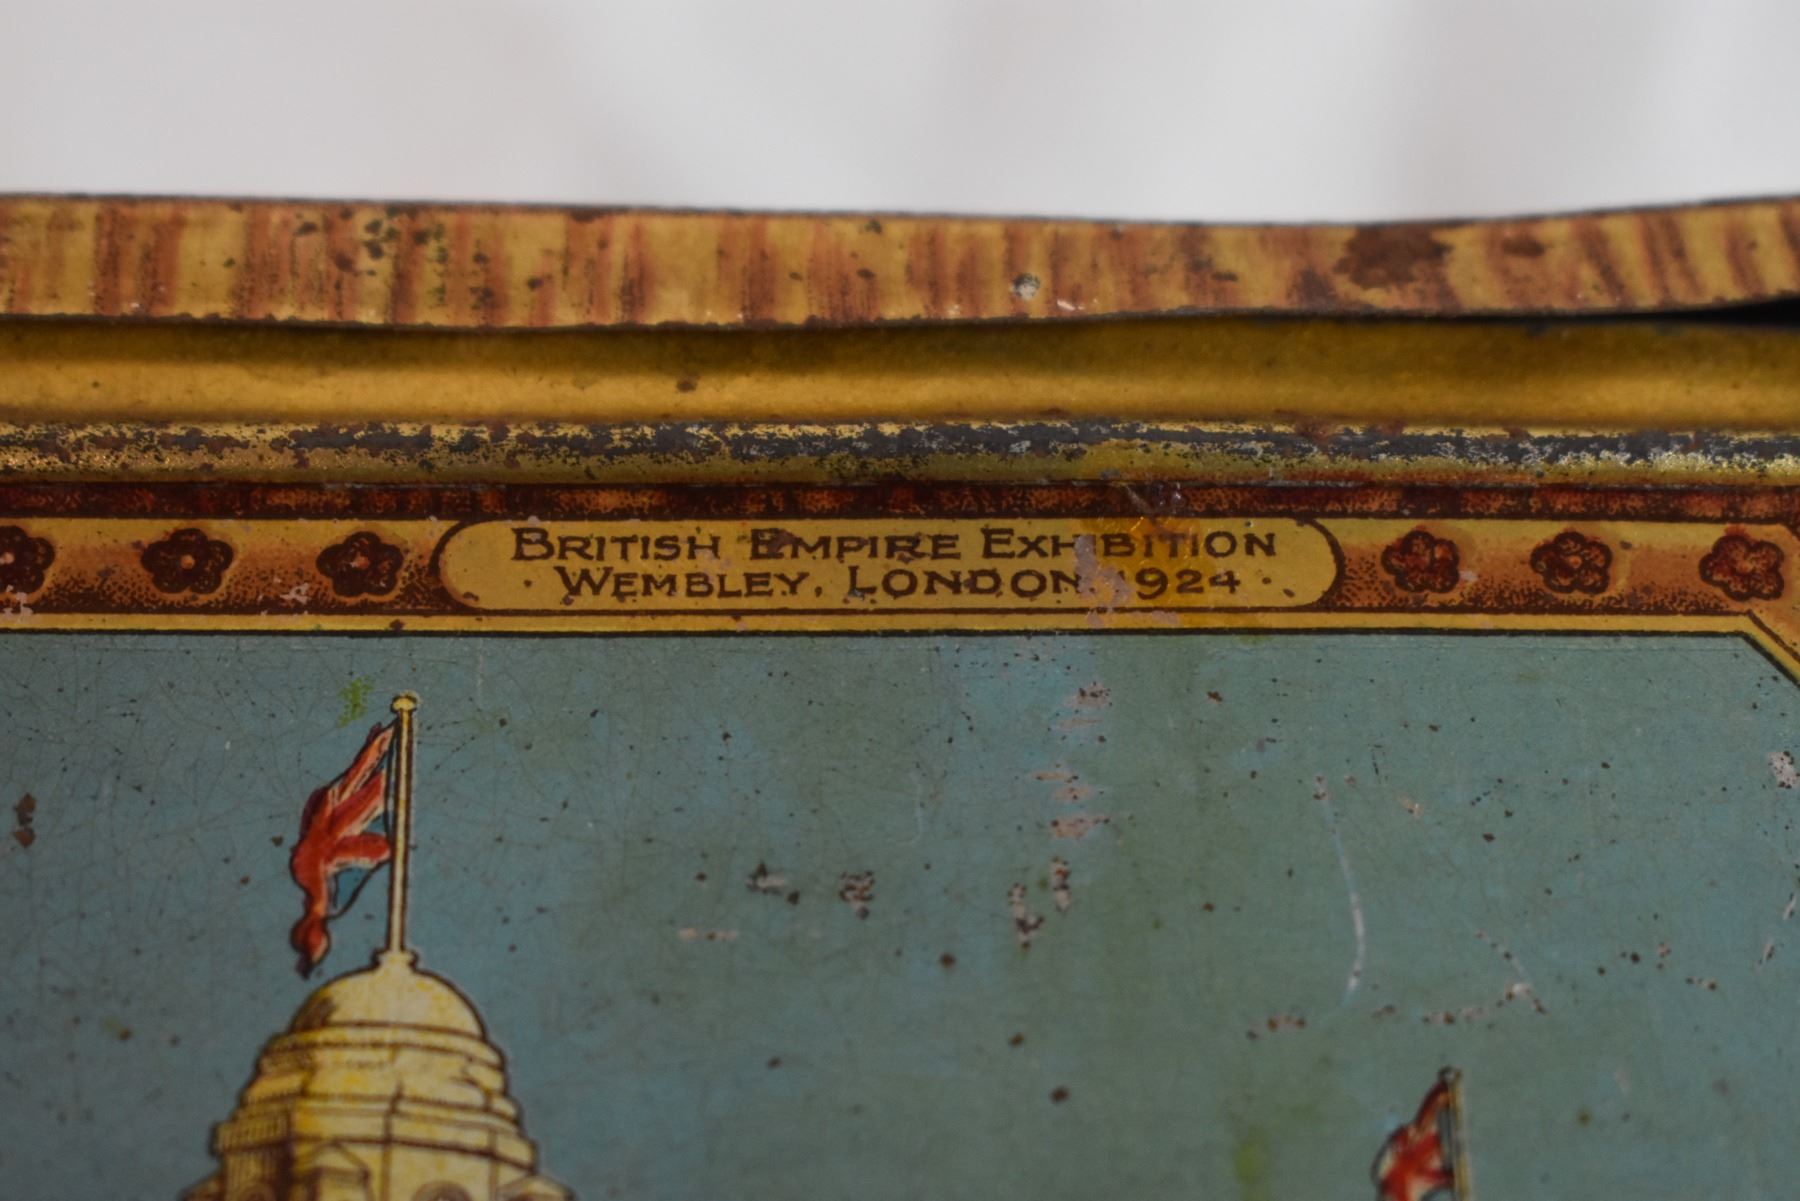 BRITISH EMPIRE EXHIBITION
· WEMBLEY, LONDON 1924 ·